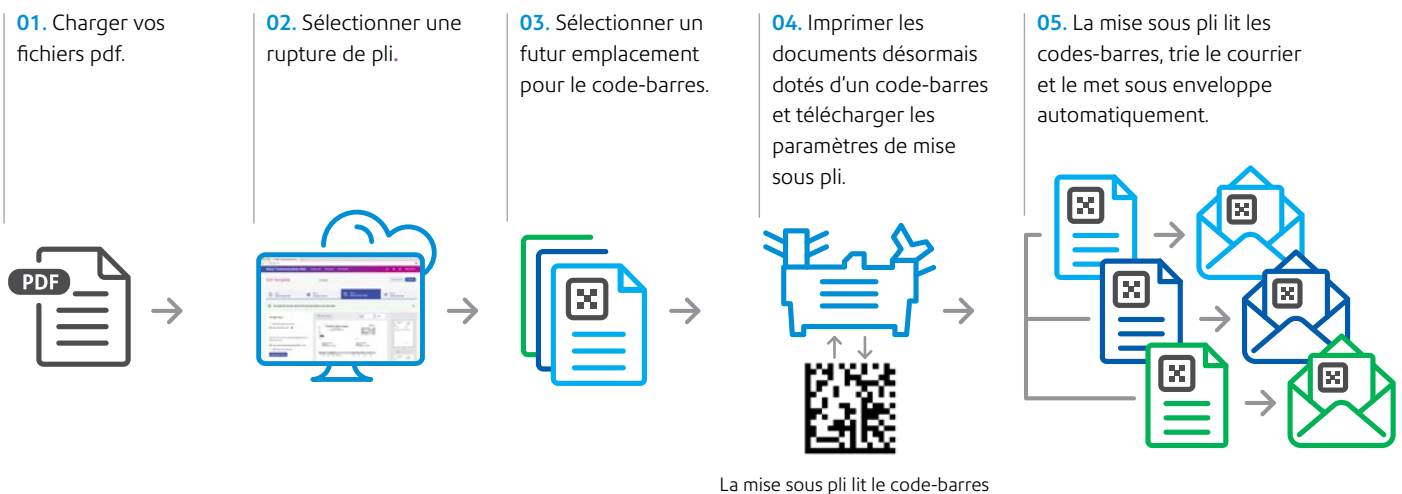 01. Charger vos
fichiers pdf.
02. Sélectionner une
rupture de pli.
03. Sélectionner un
futur emplacement
pour le code-barres.
04. Imprimer les
documents désormais
dotés d'un code-barres
et télécharger les
paramètres de mise
sous pli.
05. La mise sous pli lit les
codes-barres, trie le courrier
et le met sous enveloppe
automatiquement.
PDF
La mise sous pli lit le code-barres